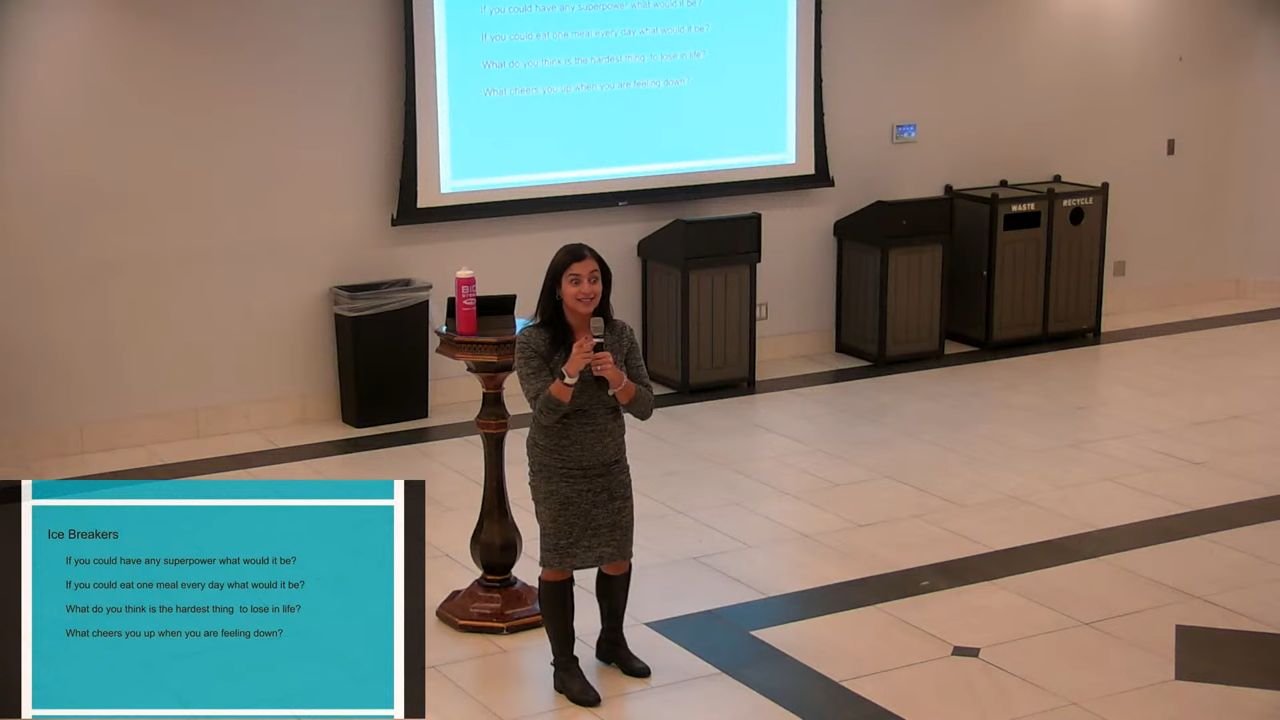 If you could have any superpower what would it be?
If you could eat one meal every day what would it be?
What do you think is the hardest thing to lose in life?
What cheers you up when you are feeling down?
WASTE
RECYCLE
Ice Breakers
If you could have any superpower what would it be?
If you could eat one meal every day what would it be?
What do you think is the hardest thing to lose in life?
What cheers you up when you are feeling down?